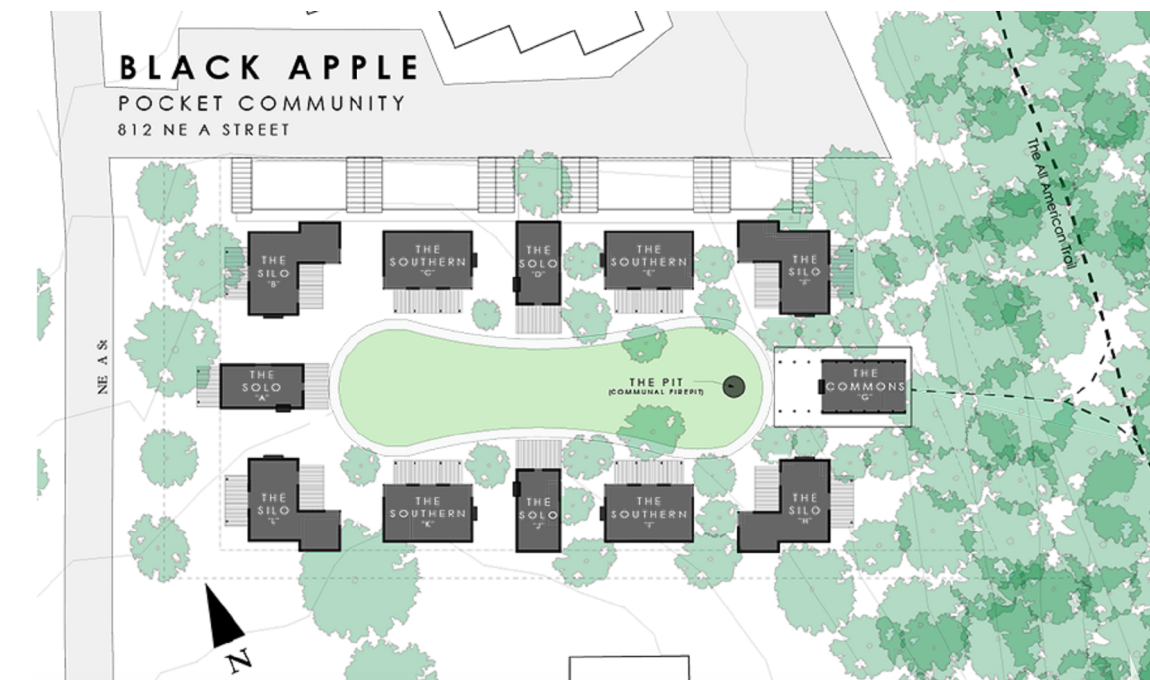 BLACK APPLE
POCKET COMMUNITY
812 NE A STREET
The All American Trail
THE
SILO
"B"
THE
SOUTHERN
"C"
THE
SOLO
"D"
THE
SOUTHERN
"E"
THE
SILO
"F"
NE A St
THE
SOLO
"A"
THE PIT
(COMMUNAL FIREPIT)
THE
COMMONS
"G"
THE
SILO
"L"
THE
SOUTHERN
"K"
THE
SOLO
"J"
THE
SOUTHERN
"I"
THE
SILO
"H"
N